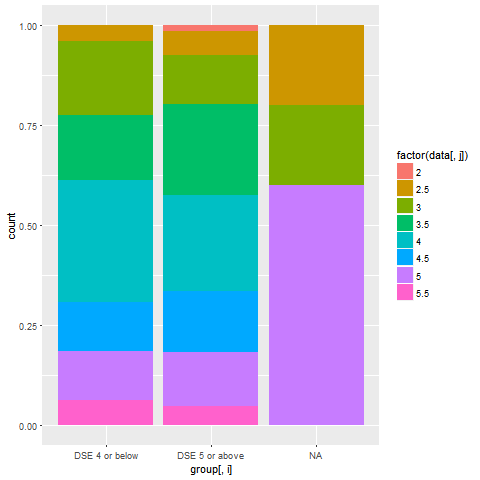 1.00
0.75
0.50
0.25
0.00
count
DSE 4 or below
DSE 5 or above
NA
group[, i]
factor(data[, j])
2
2.5
3
3.5
4
4.5
5
5.5